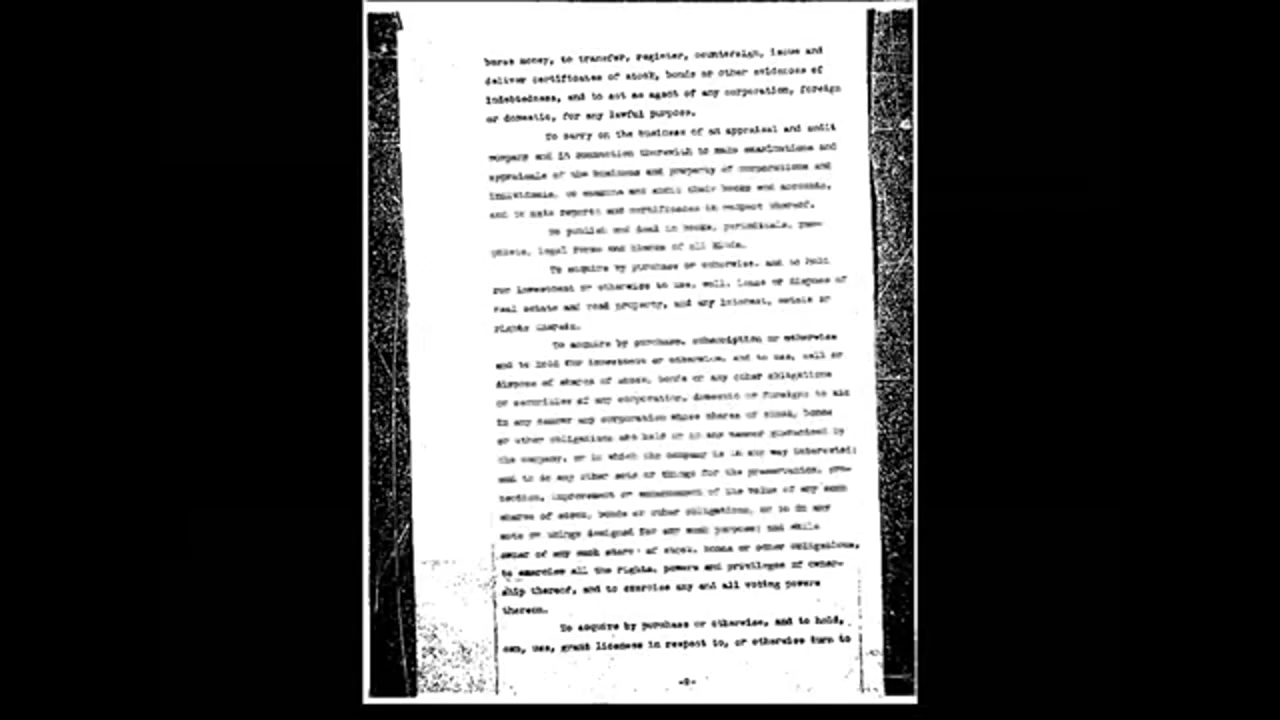 burse money, to transfer, register, countersign, issue and
deliver certificates of stock, bonds or other evidences of
indebtedness, and to act as agent of any corporation, foreign
or domestic, for any lawful purpose.
To carry on the business of an appraisal and audit
company and in connection therewith to make examinations and
appraisals of the business and property of corporations and
individuals, to examine and audit their books and accounts,
and to make reports and certificates in respect thereof.
To publish and deal in books, periodicals, pam-
phlets, legal forms and blanks of all kinds.
To acquire by purchase or otherwise, and to hold
for investment or otherwise to use, sell, lease or dispose of
real estate and real property, and any interest, estate or
rights therein.
To acquire by purchase, subscription or otherwise
and to hold for investment or otherwise, and to use, sell or
dispose of shares of stock, bonds or any other obligations
or securities of any corporation, domestic or foreign; to aid
in any manner any corporation whose shares of stock, bonds
or other obligations are held or in any manner guaranteed by
the company, or in which the company is in any way interested;
and to do any other acts or things for the preservation, pro-
tection, improvement or enhancement of the value of any such
shares of stock, bonds or other obligations, or to do any
acts or things designed for any such purpose; and while
owner of any such shares of stock, bonds or other obligations,
to exercise all the rights, powers and privileges of owner-
ship thereof, and to exercise any and all voting powers
thereon.
To acquire by purchase or otherwise, and to hold,
own, use, grant licenses in respect to, or otherwise turn to